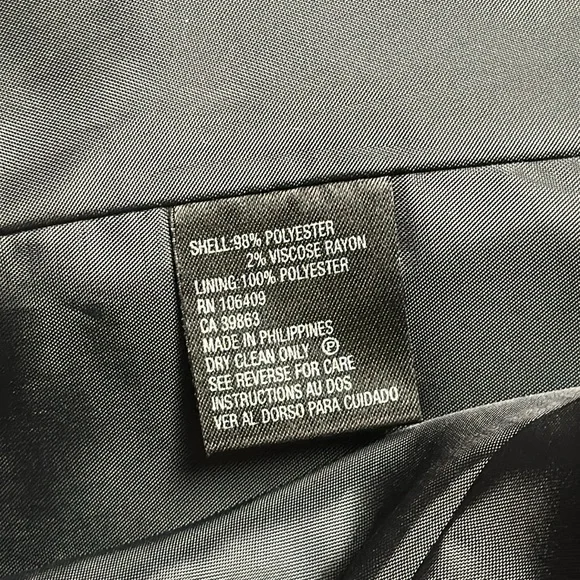 SHELL:98% POLYESTER
2% VISCOSE RAYON
LINING:100% POLYESTER
RN 106409
CA 39863
MADE IN PHILIPPINES
DRY CLEAN ONLY Ⓟ
SEE REVERSE FOR CARE
INSTRUCTIONS AU DOS
VER AL DORSO PARA CUIDADO